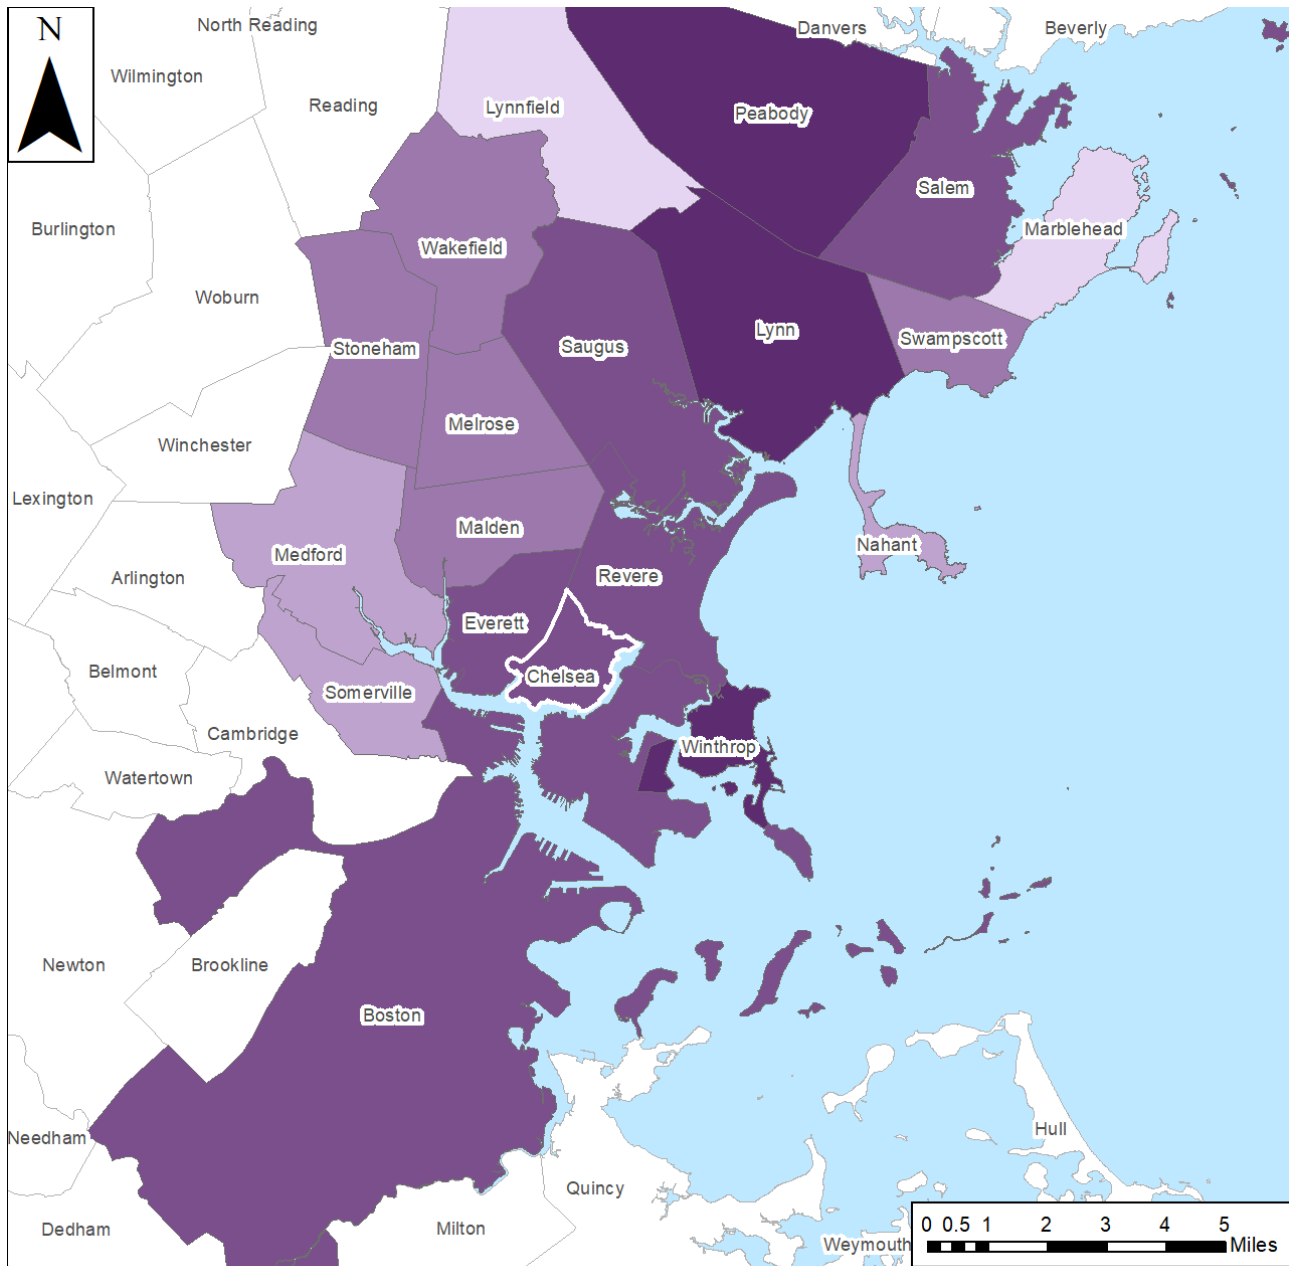 N
North Reading
Danvers
Beverly
Wilmington
Reading
Lynnfield
Peabody
Salem
Burlington
Marblehead
Wakefield
Woburn
Lynn
Swampscott
Stoneham
Saugus
Melrose
Winchester
Lexington
Malden
Nahant
Medford
Arlington
Revere
Everett
Belmont
Chelsea
Somerville
Cambridge
Winthrop
Watertown
Newton
Brookline
Boston
Hull
Needham
Quincy
Dedham
Milton
Weymouth
0 0.5 1 2 3 4 5
Miles